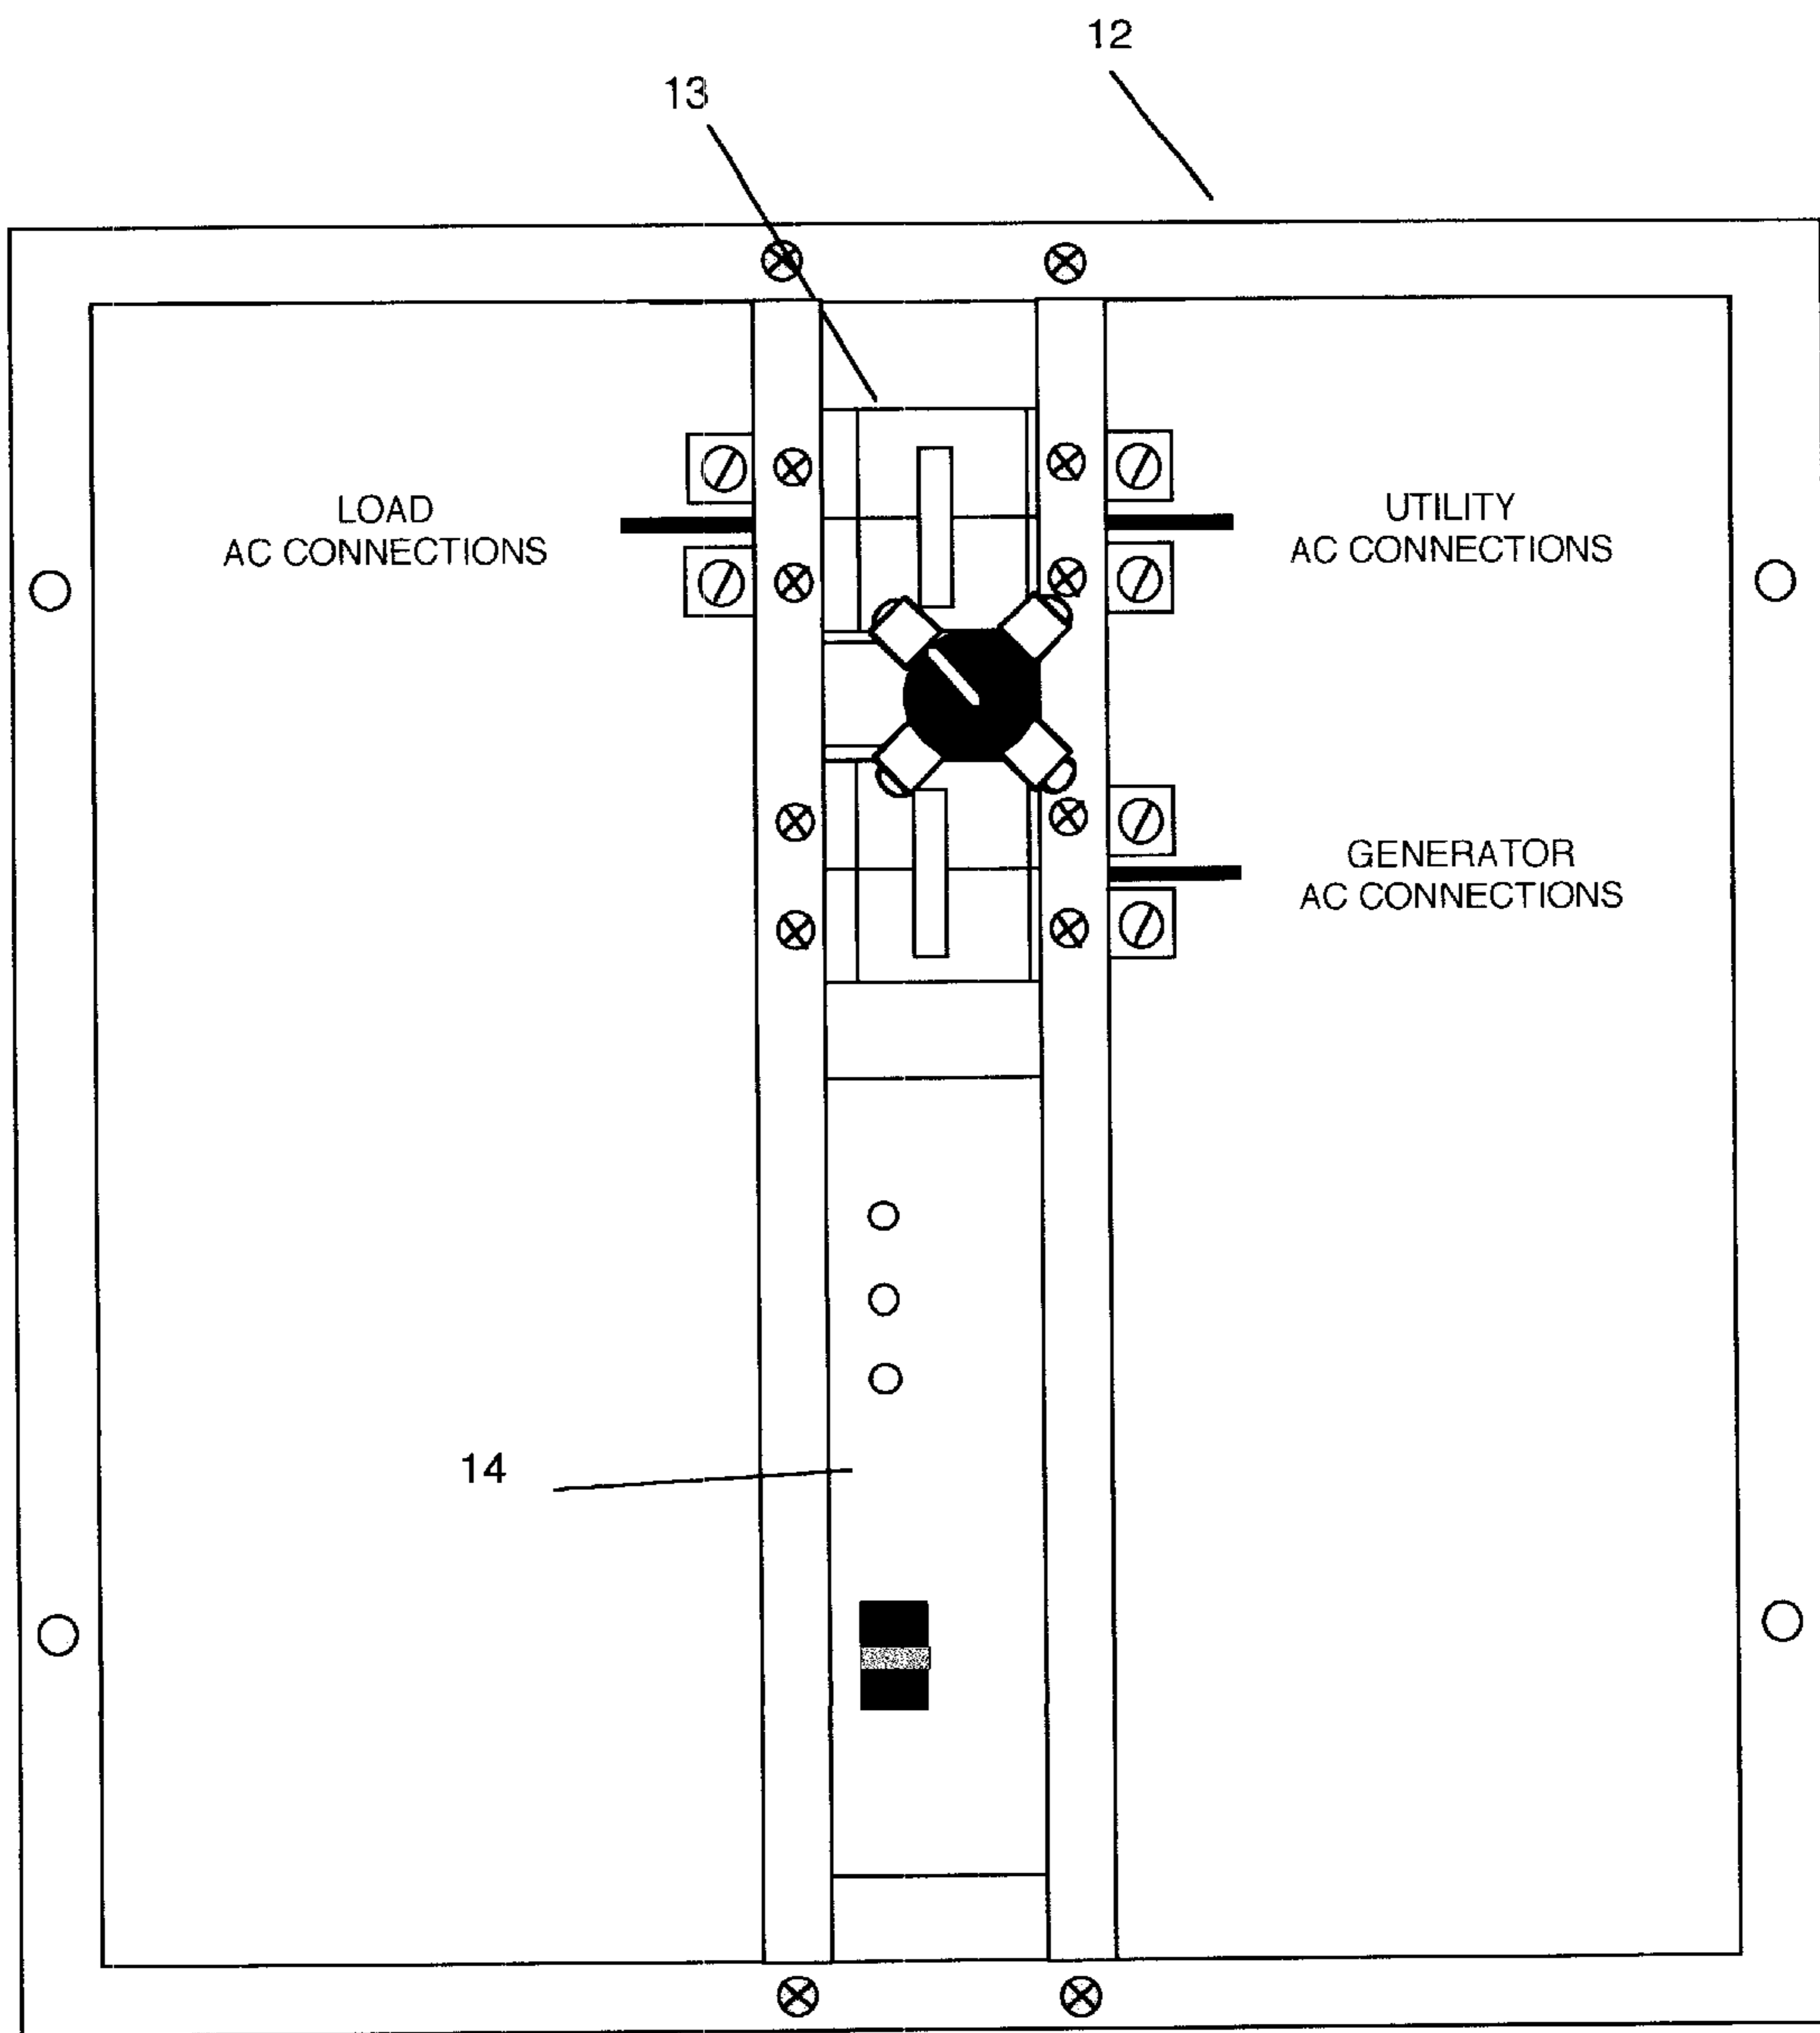 12
13
LOAD
AC CONNECTIONS
UTILITY
AC CONNECTIONS
GENERATOR
AC CONNECTIONS
14